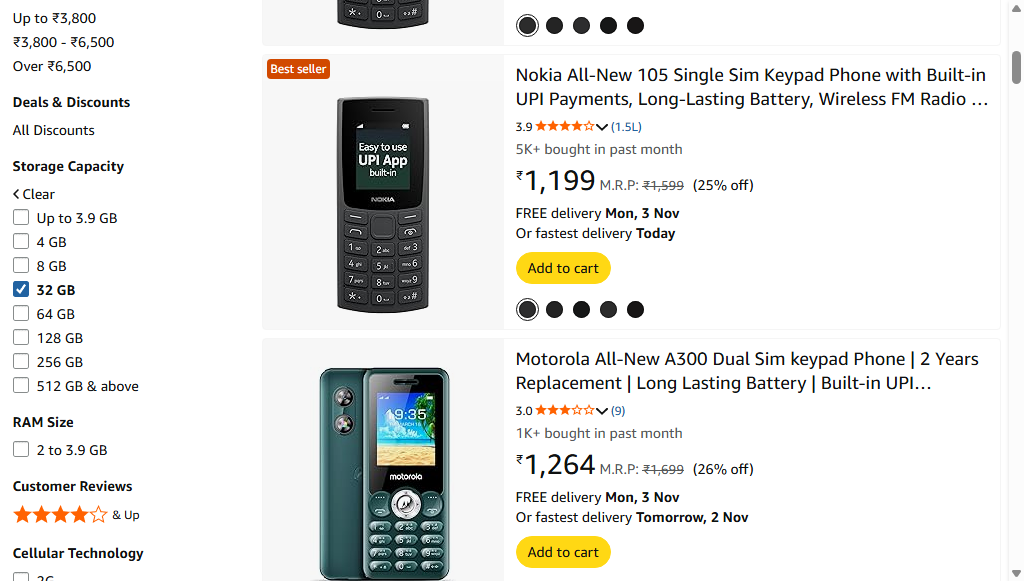 Up to ₹3,800
₹3,800 - ₹6,500
Over ₹6,500
Deals & Discounts
All Discounts
Storage Capacity
Clear
Up to 3.9 GB
4 GB
8 GB
32 GB
64 GB
128 GB
256 GB
512 GB & above
RAM Size
2 to 3.9 GB
Customer Reviews
& Up
Cellular Technology
2G
Best seller
Easy to use
UPI App
built-in
NOKIA
Nokia All-New 105 Single Sim Keypad Phone with Built-in
UPI Payments, Long-Lasting Battery, Wireless FM Radio …
3.9 (1.5L)
5K+ bought in past month
₹1,199 M.R.P: ₹1,599 (25% off)
FREE delivery Mon, 3 Nov
Or fastest delivery Today
Add to cart
19:35
motorola
Motorola All-New A300 Dual Sim keypad Phone | 2 Years
Replacement | Long Lasting Battery | Built-in UPI…
3.0 (9)
1K+ bought in past month
₹1,264 M.R.P: ₹1,699 (26% off)
FREE delivery Mon, 3 Nov
Or fastest delivery Tomorrow, 2 Nov
Add to cart